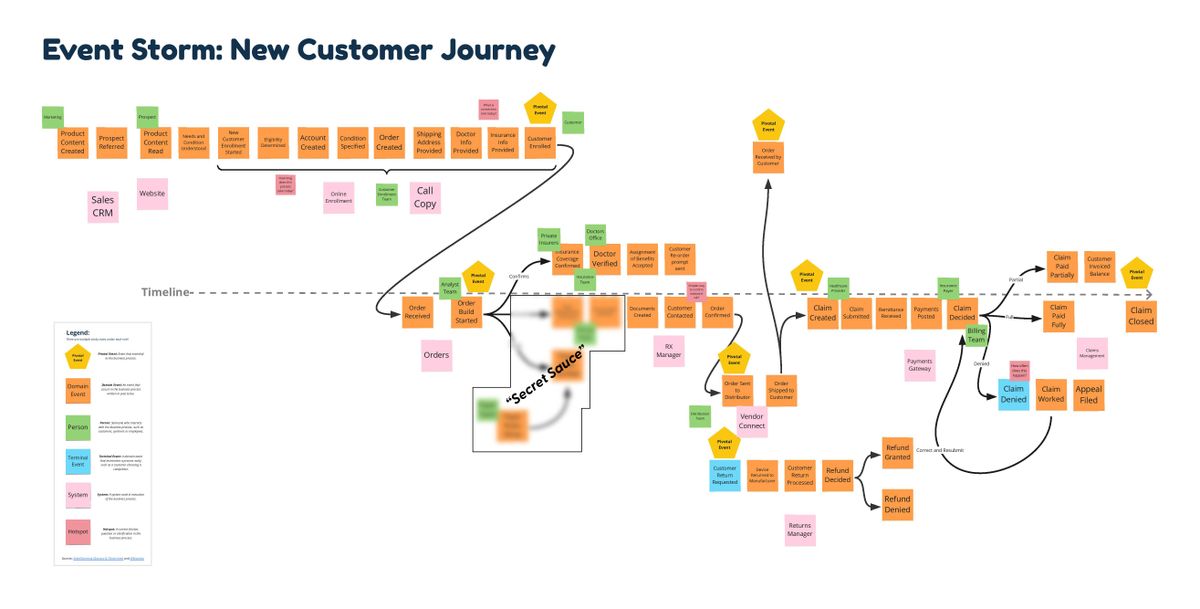 Event Storm: New Customer Journey
Marketing
Product
Content
Created
Prospect
Referred
Prospect
Product
Content
Read
Needs and
Condition
Understood
New
Customer
Enrollment
Started
Eligibility
Determined
Account
Created
Condition
Specified
Order
Created
Shipping
Address
Provided
Doctor
Info
Provided
Insurance
Info
Provided
Pivotal
Event
Customer
Enrolled
Customer
Sales
CRM
Website
Online
Enrollment
Customer
Enrollment
Team
Call
Copy
Pivotal
Event
Order
Received by
Customer
Private
Insurers
Insurance
Coverage
Confirmed
Doctors
Office
Doctor
Verified
Assignment
of Benefits
Accepted
Customer
Re-order
prompt
sent
Insurance
Team
Confirms
Timeline
Analyst
Team
Pivotal
Event
Order
Received
Order
Build
Started
Orders
"Secret Sauce"
Documents
Created
Customer
Contacted
Order
Confirmed
RX
Manager
Pivotal
Event
Order Sent
to
Distributor
Order
Shipped to
Customer
Distribution
Team
Vendor
Connect
Pivotal
Event
Customer
Return
Requested
Device
Returned to
Manufacturer
Customer
Return
Processed
Refund
Decided
Refund
Granted
Refund
Denied
Returns
Manager
Pivotal
Event
Healthcare
Provider
Claim
Created
Claim
Submitted
Remittance
Received
Payments
Posted
Insurance
Payer
Claim
Decided
Billing
Team
Payments
Gateway
Partial
Full
Denied
Claim
Paid
Partially
Customer
Invoiced
Balance
Pivotal
Event
Claim
Paid
Fully
Claim
Closed
Claims
Management
How often
does this
happen?
Claim
Denied
Claim
Worked
Appeal
Filed
Correct and Resubmit
Legend:
Pivotal
Event
Domain
Event
Person
Terminal
Event
System
Hotspot